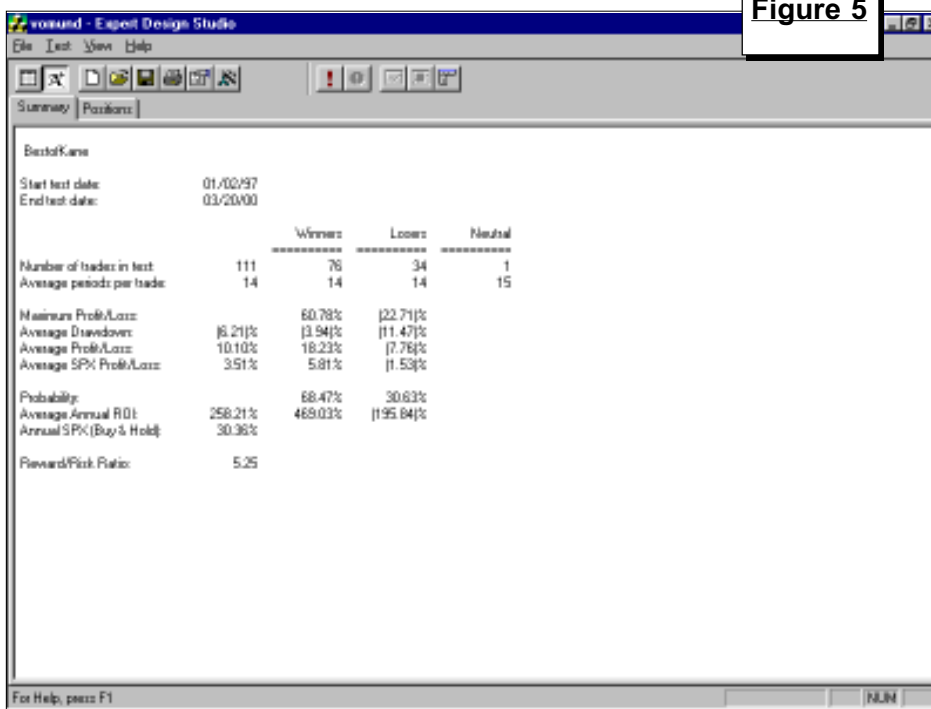 Figure 5
vomund - Expert Design Studio
File Test View Help
Summary Positions
BestofKane
Start test date: 01/02/97
End test date: 03/20/00
Winners Losers Neutral
========== ========== ==========
Number of trades in test: 111 76 34 1
Average periods per trade: 14 14 14 15
Maximum Profit/Loss: 60.78% (22.71)%
Average Drawdown: (6.21)% (3.94)% (11.47)%
Average Profit/Loss: 10.10% 18.23% (7.76)%
Average SPX Profit/Loss: 3.51% 5.81% (1.53)%
Probability: 68.47% 30.63%
Average Annual ROI: 258.21% 469.03% (195.84)%
Annual SPX (Buy & Hold): 30.36%
Reward/Risk Ratio: 5.25
For Help, press F1 NUM